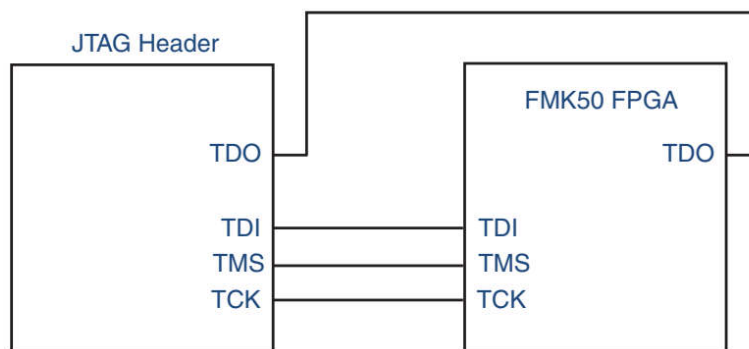 JTAG Header
TDO
TDI
TMS
TCK
FMK50 FPGA
TDO
TDI
TMS
TCK